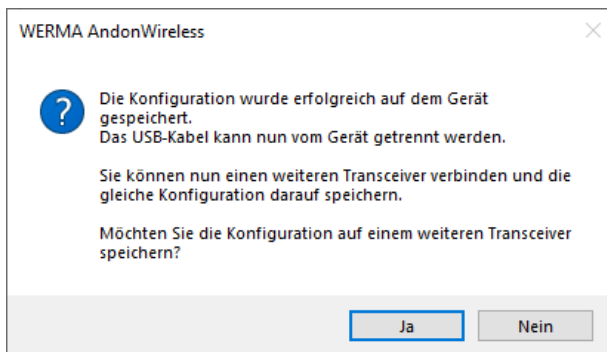 WERMA AndonWireless
Die Konfiguration wurde erfolgreich auf dem Gerät
gespeichert.
Das USB-Kabel kann nun vom Gerät getrennt werden.
Sie können nun einen weiteren Transceiver verbinden und die
gleiche Konfiguration darauf speichern.
Möchten Sie die Konfiguration auf einem weiteren Transceiver
speichern?
Ja
Nein